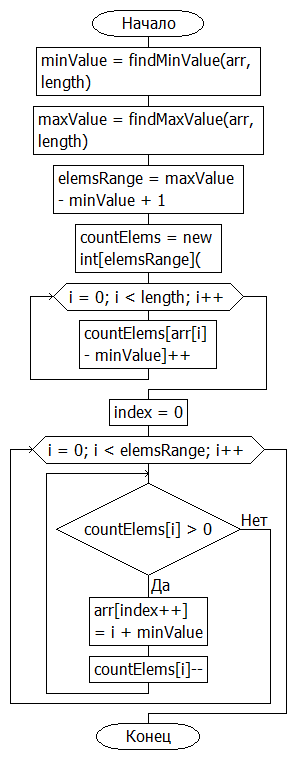 Начало
minValue = findMinValue(arr,
length)
maxValue = findMaxValue(arr,
length)
elemsRange = maxValue
- minValue + 1
countElems = new
int[elemsRange](
i = 0; i < length; i++
countElems[arr[i]
- minValue]++
index = 0
i = 0; i < elemsRange; i++
countElems[i] > 0
Нет
Да
arr[index++]
= i + minValue
countElems[i]--
Конец